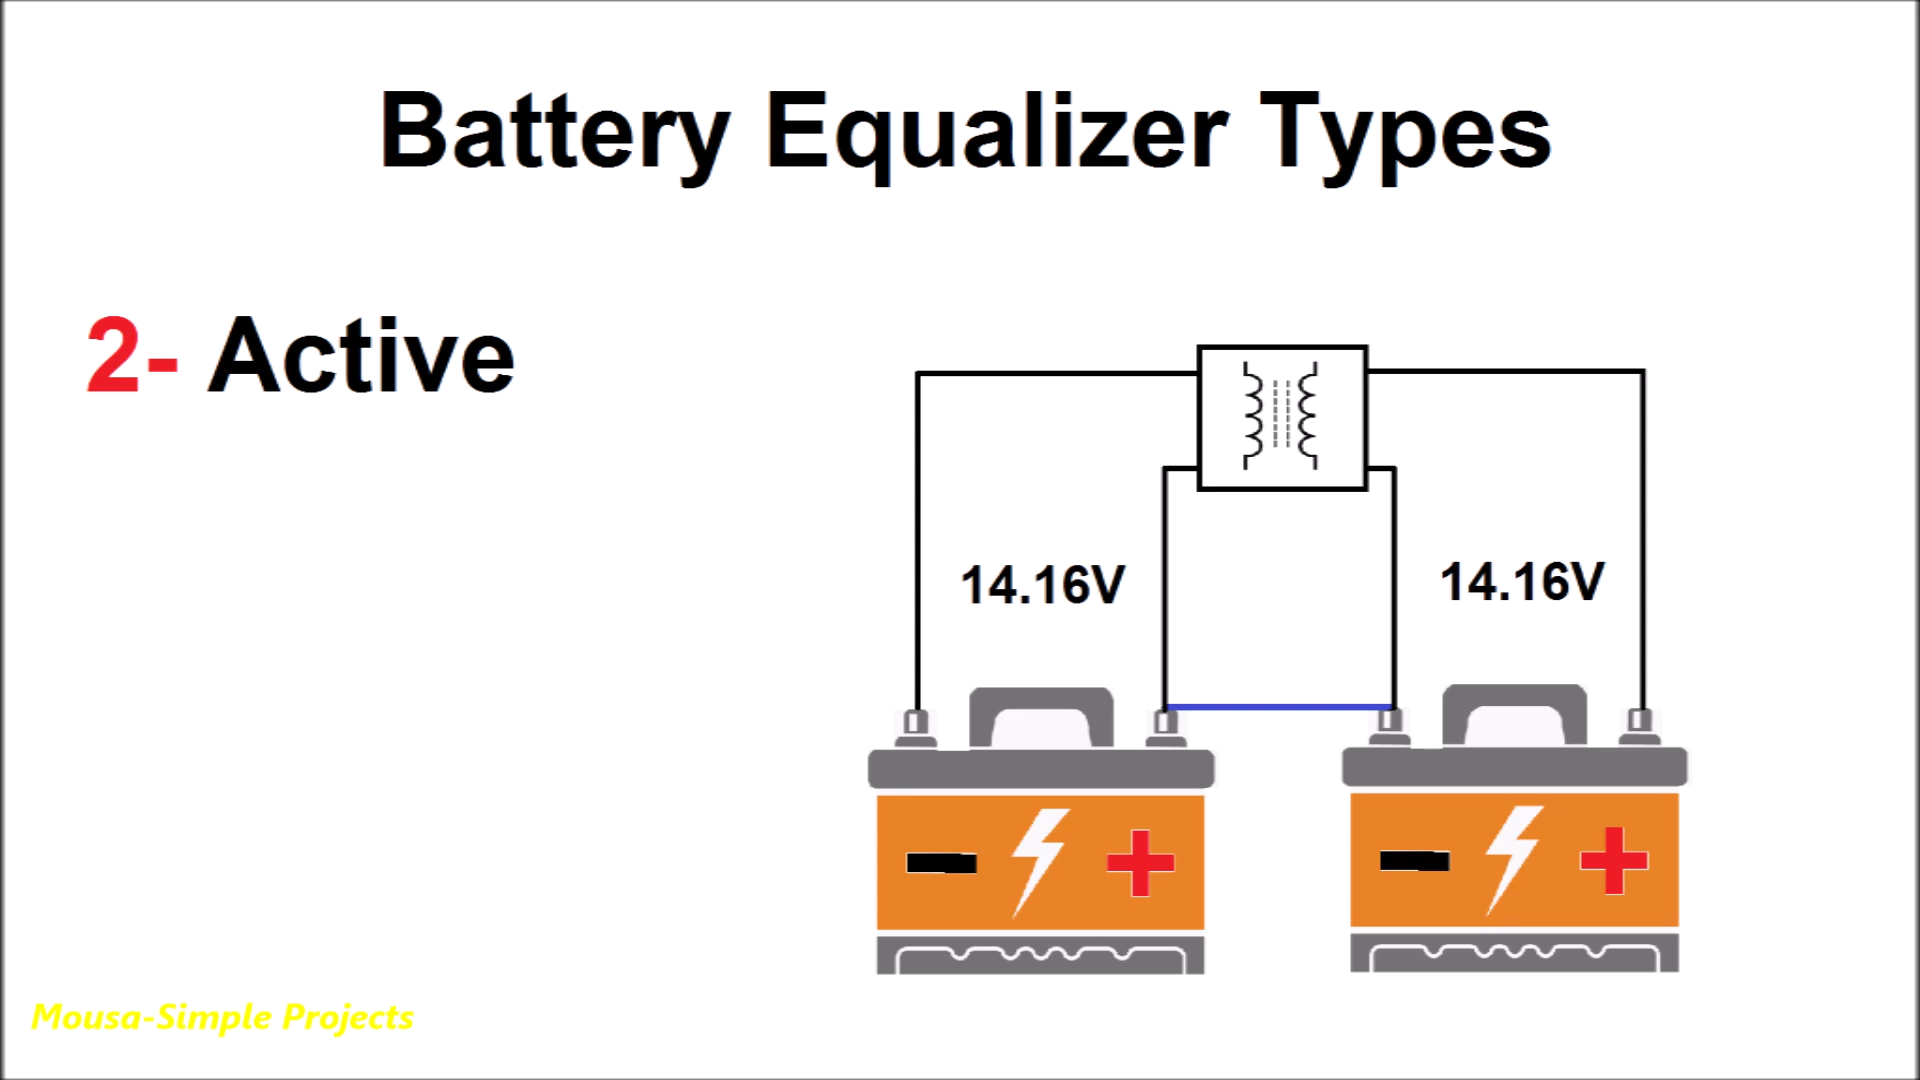 Battery Equalizer Types
2- Active
14.16V
14.16V
- +
- +
Mousa-Simple Projects